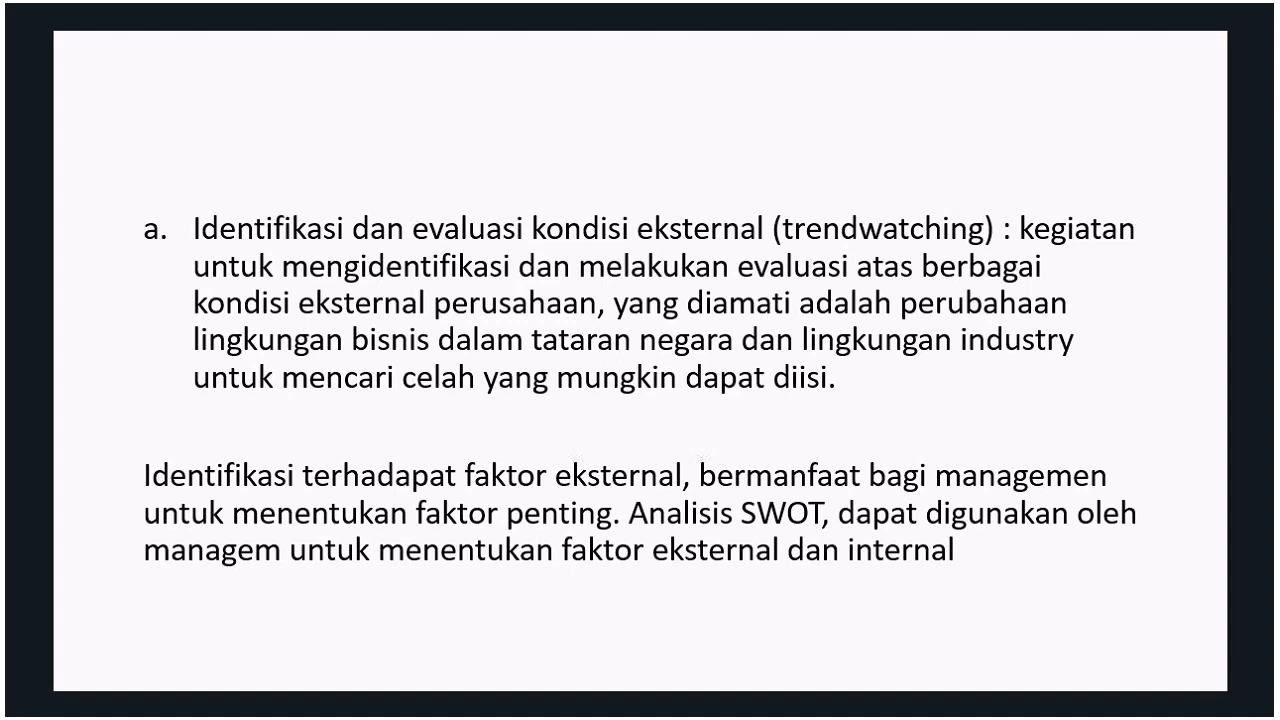 a. Identifikasi dan evaluasi kondisi eksternal (trendwatching) : kegiatan
untuk mengidentifikasi dan melakukan evaluasi atas berbagai
kondisi eksternal perusahaan, yang diamati adalah perubahaan
lingkungan bisnis dalam tataran negara dan lingkungan industry
untuk mencari celah yang mungkin dapat diisi.
Identifikasi terhadapat faktor eksternal, bermanfaat bagi managemen
untuk menentukan faktor penting. Analisis SWOT, dapat digunakan oleh
managem untuk menentukan faktor eksternal dan internal